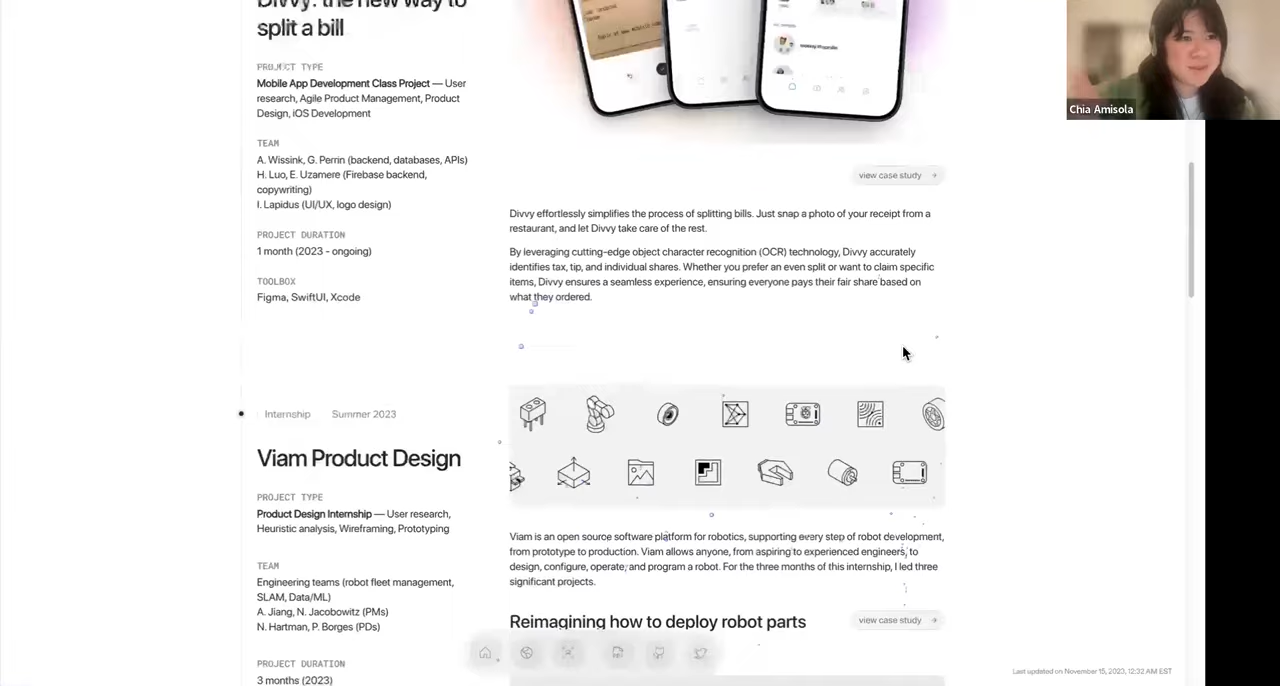 Divvy: the new way to
split a bill
PROJECT TYPE
Mobile App Development Class Project — User
research, Agile Product Management, Product
Design, iOS Development
TEAM
A. Wissink, G. Perrin (backend, databases, APIs)
H. Luo, E. Uzamere (Firebase backend,
copywriting)
I. Lapidus (UI/UX, logo design)
PROJECT DURATION
1 month (2023 - ongoing)
TOOLBOX
Figma, SwiftUI, Xcode
view case study →
Divvy effortlessly simplifies the process of splitting bills. Just snap a photo of your receipt from a
restaurant, and let Divvy take care of the rest.
By leveraging cutting-edge object character recognition (OCR) technology, Divvy accurately
identifies tax, tip, and individual shares. Whether you prefer an even split or want to claim specific
items, Divvy ensures a seamless experience, ensuring everyone pays their fair share based on
what they ordered.
Internship Summer 2023
Viam Product Design
PROJECT TYPE
Product Design Internship — User research,
Heuristic analysis, Wireframing, Prototyping
TEAM
Engineering teams (robot fleet management,
SLAM, Data/ML)
A. Jiang, N. Jacobowitz (PMs)
N. Hartman, P. Borges (PDs)
PROJECT DURATION
3 months (2023)
Viam is an open source software platform for robotics, supporting every step of robot development,
from prototype to production. Viam allows anyone, from aspiring to experienced engineers, to
design, configure, operate, and program a robot. For the three months of this internship, I led three
significant projects.
Reimagining how to deploy robot parts
view case study →
Last updated on November 15, 2023, 12:32 AM EST
Chia Amisola